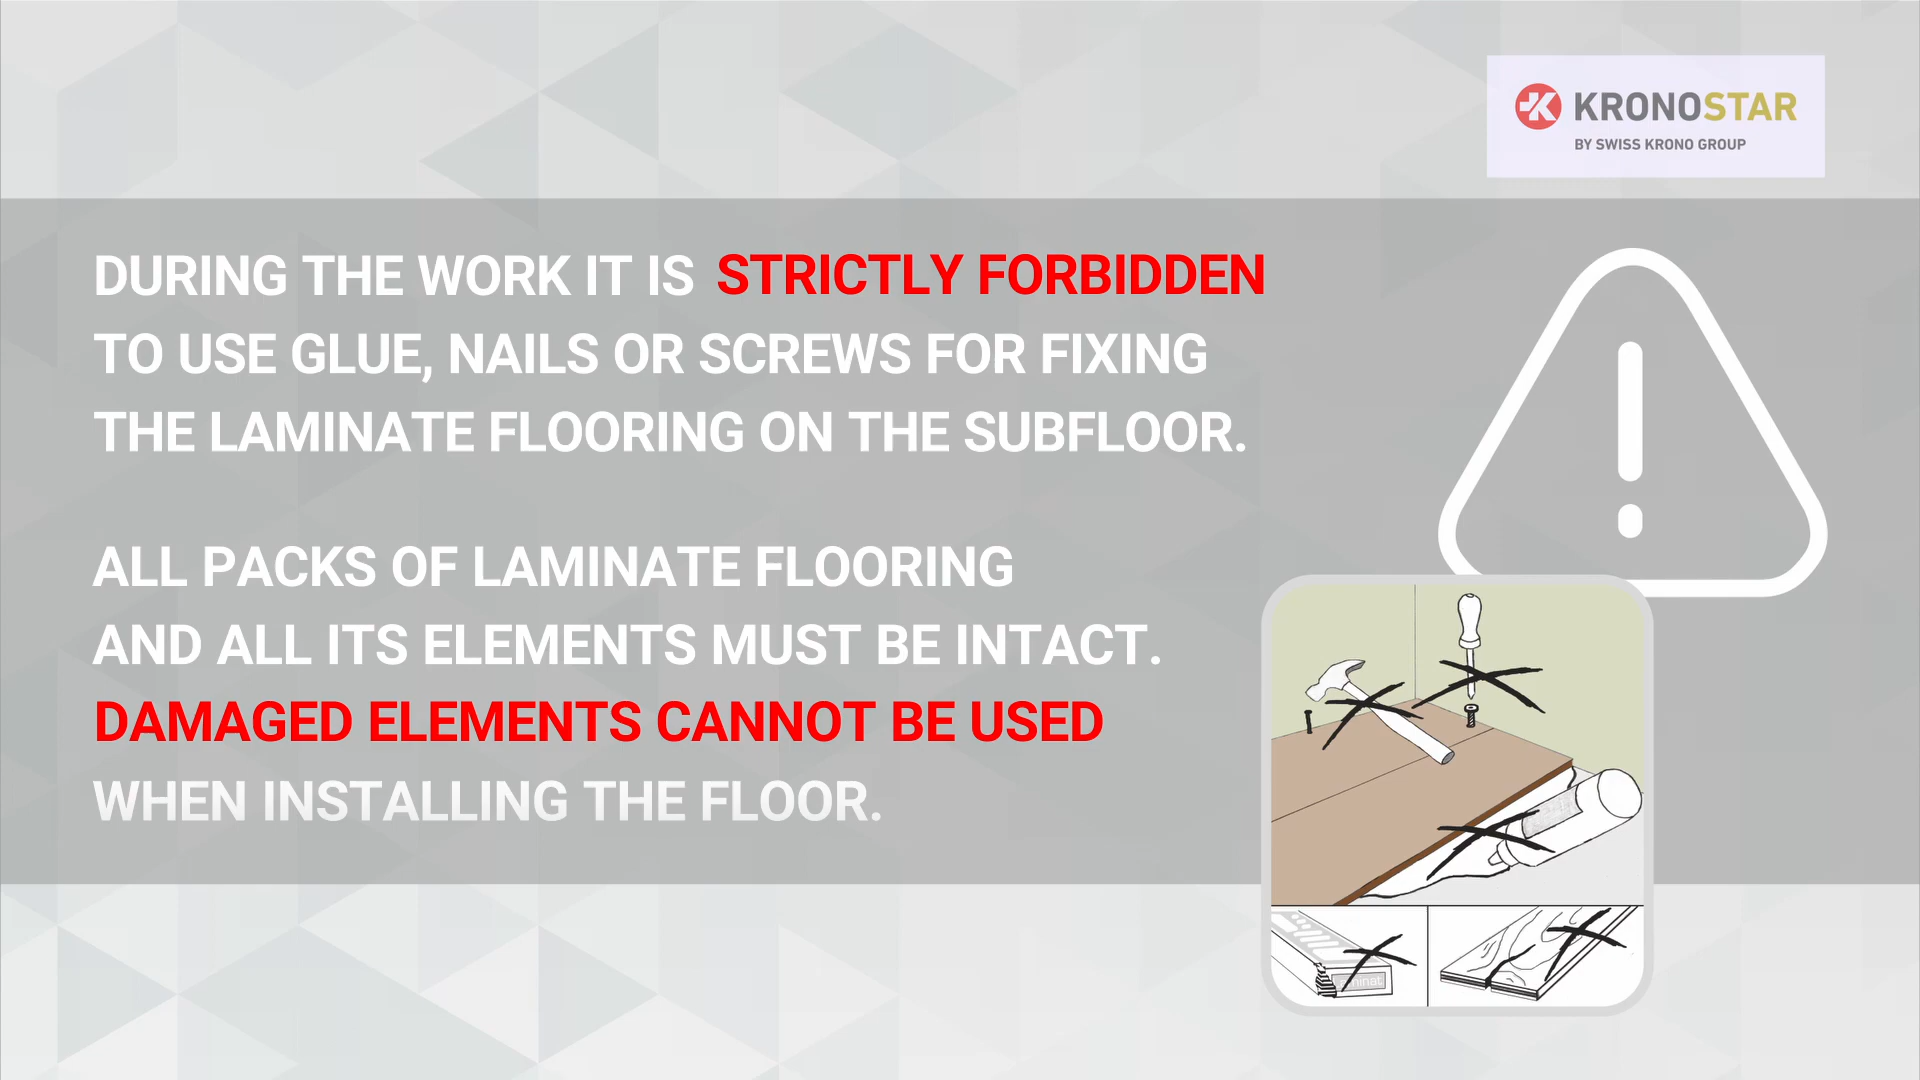 KRONOSTAR
BY SWISS KRONO GROUP
DURING THE WORK IT IS STRICTLY FORBIDDEN
TO USE GLUE, NAILS OR SCREWS FOR FIXING
THE LAMINATE FLOORING ON THE SUBFLOOR.
ALL PACKS OF LAMINATE FLOORING
AND ALL ITS ELEMENTS MUST BE INTACT.
DAMAGED ELEMENTS CANNOT BE USED
WHEN INSTALLING THE FLOOR.